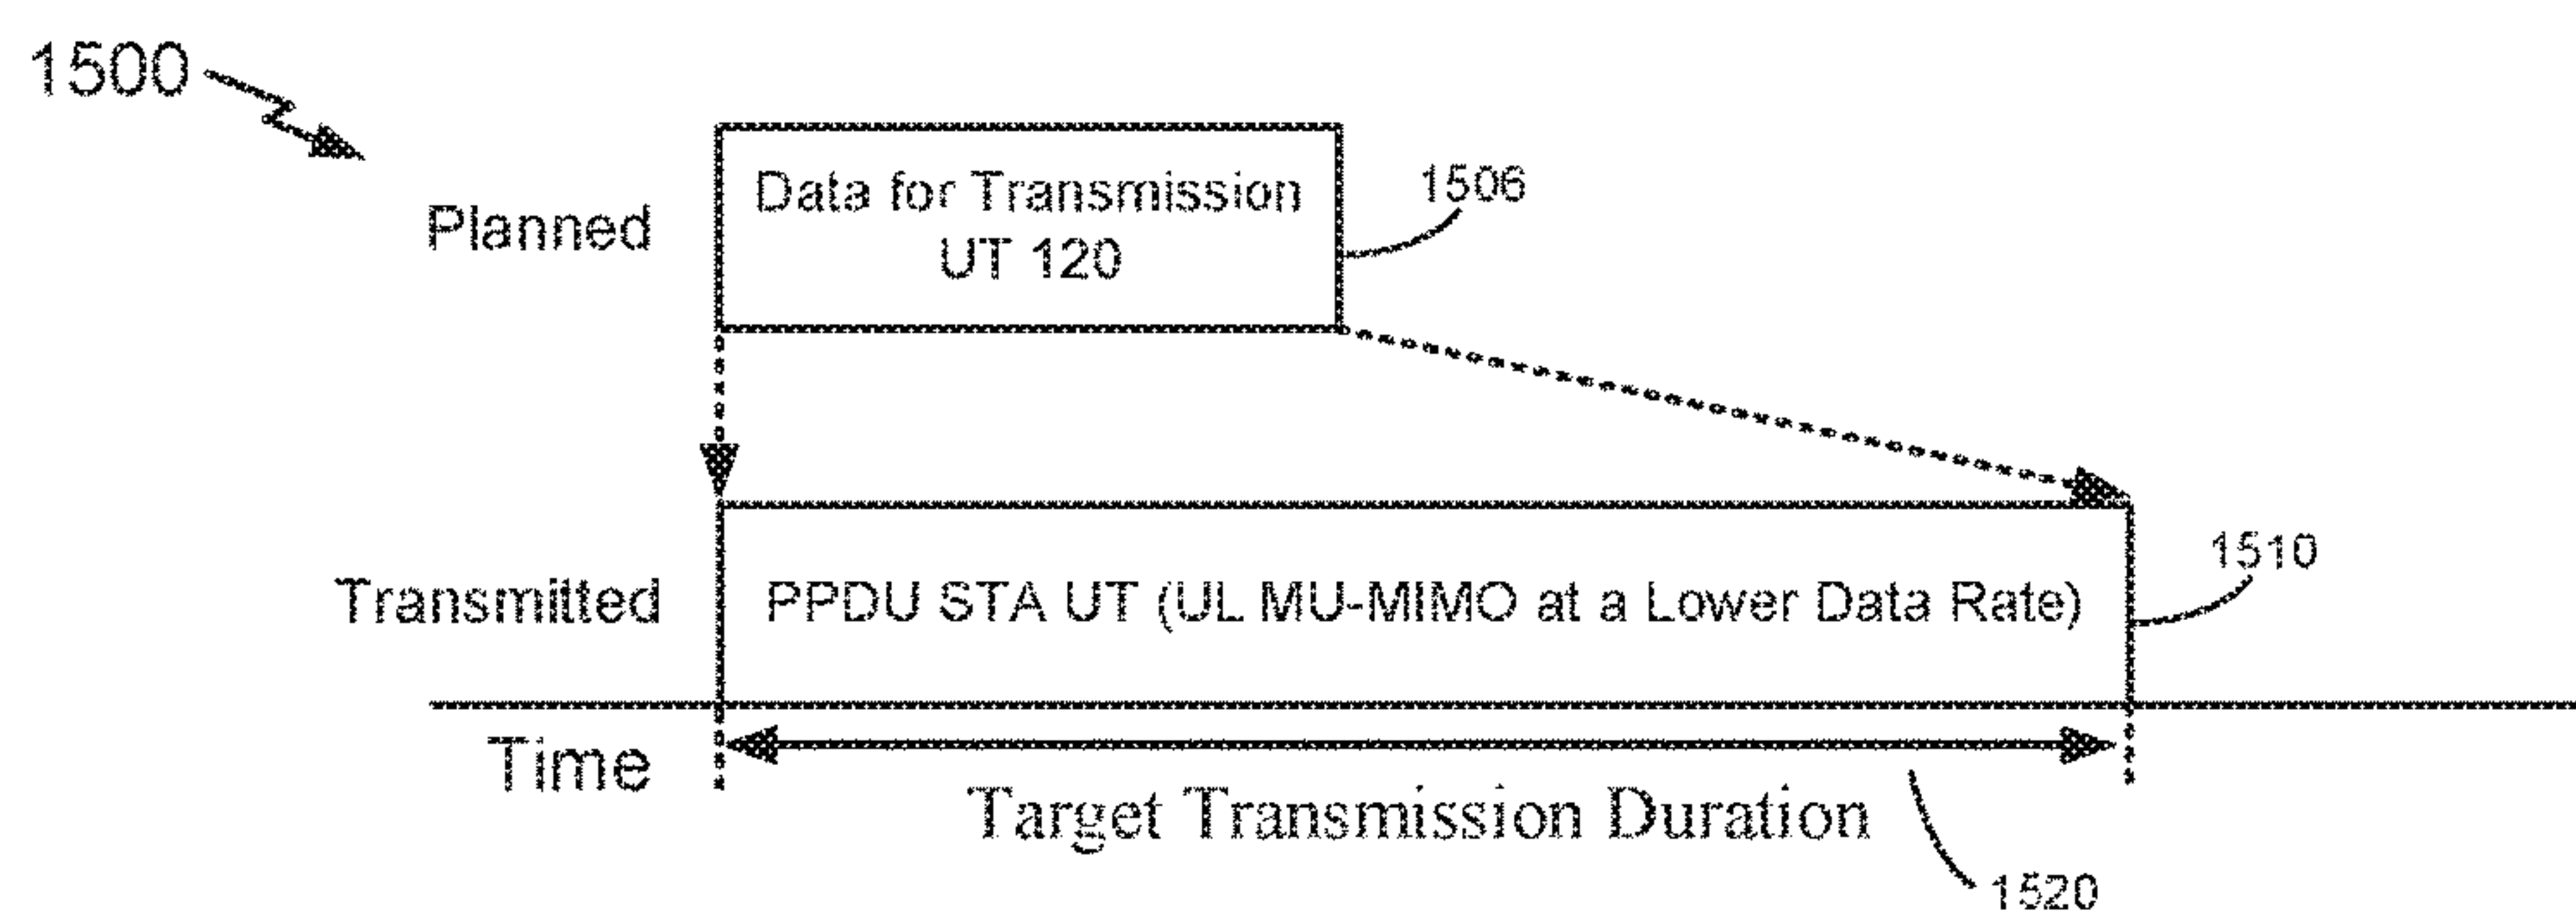 1500
Data for Transmission
UT 120
1506
Planned
Transmitted
PPDU STA UT (UL MU-MIMO at a Lower Data Rate)
1510
Time
Target Transmission Duration
1520